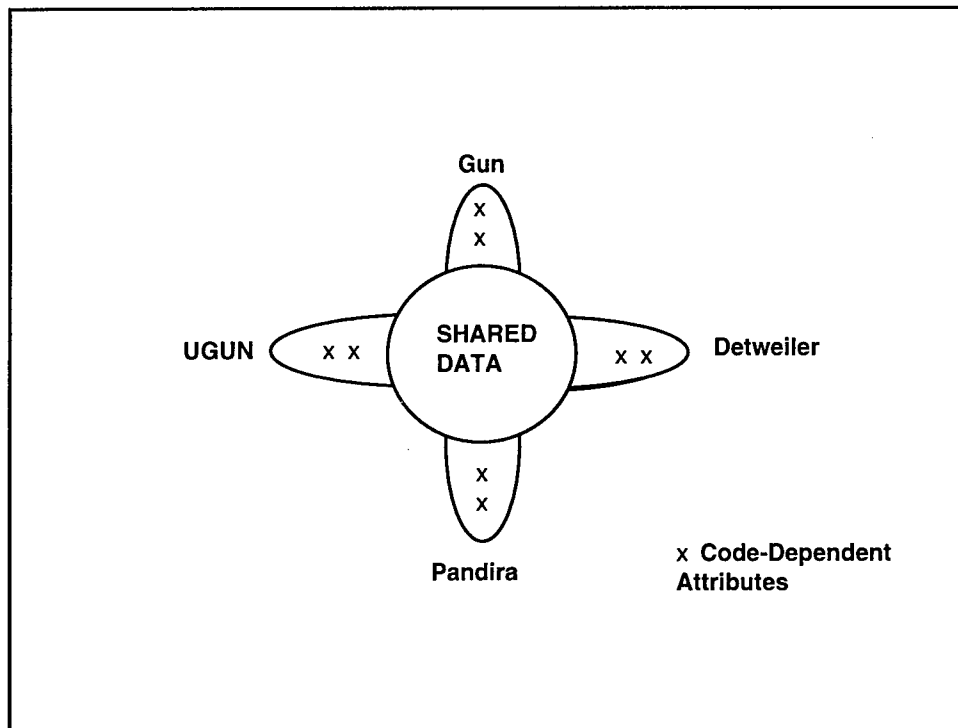 Gun
x
x
UGUN
x x
SHARED
DATA
x x
Detweiler
x
x
Pandira
x Code-Dependent
Attributes